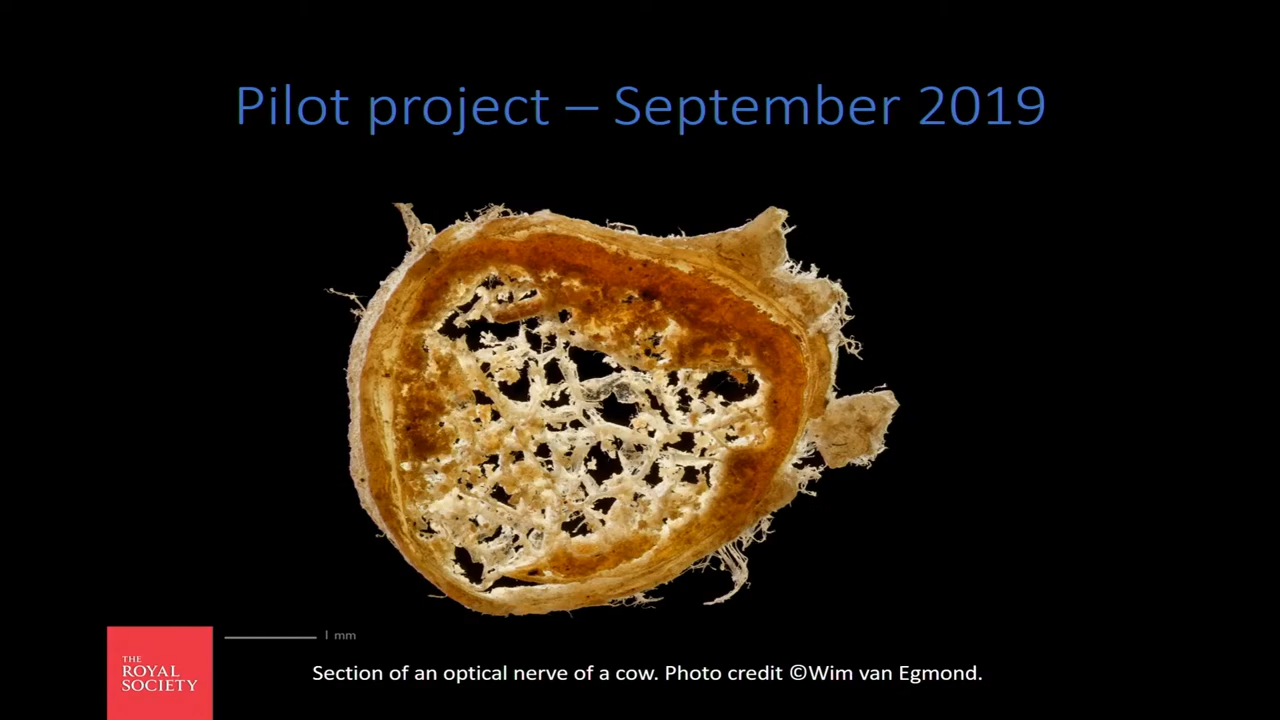 Pilot project – September 2019
1 mm
THE
ROYAL
SOCIETY
Section of an optical nerve of a cow. Photo credit ©Wim van Egmond.